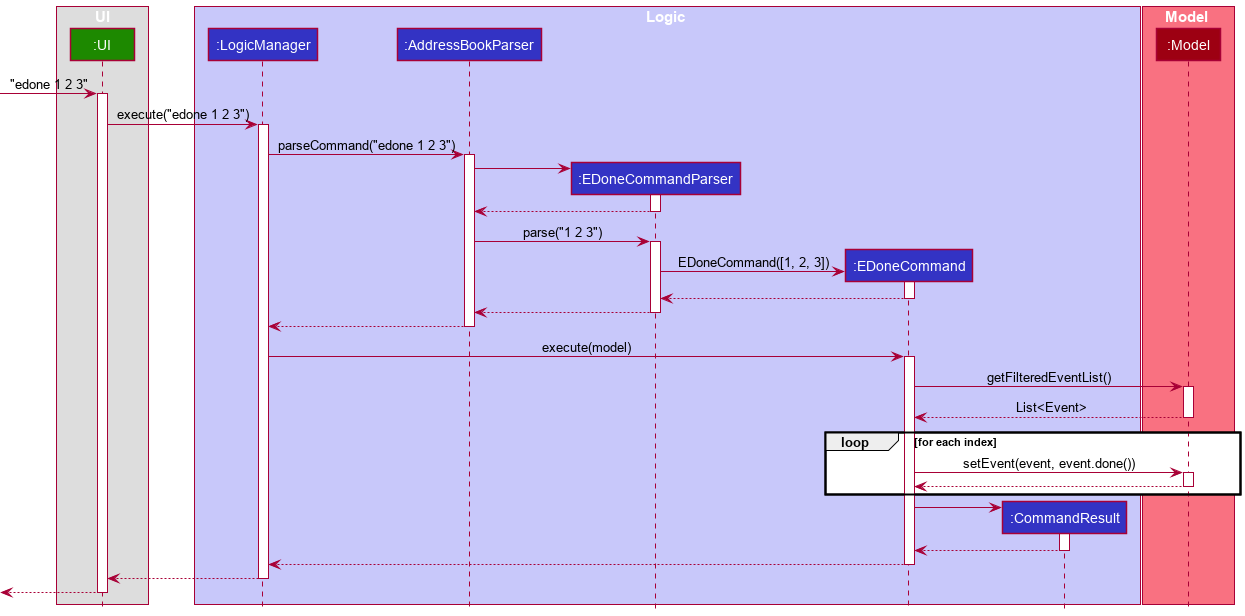 UI
Logic
Model
:UI
:LogicManager
:AddressBookParser
:Model
"edone 1 2 3"
execute("edone 1 2 3")
parseCommand("edone 1 2 3")
:EDoneCommandParser
parse("1 2 3")
EDoneCommand([1, 2, 3])
:EDoneCommand
execute(model)
getFilteredEventList()
List<Event>
loop
[for each index]
setEvent(event, event.done())
:CommandResult